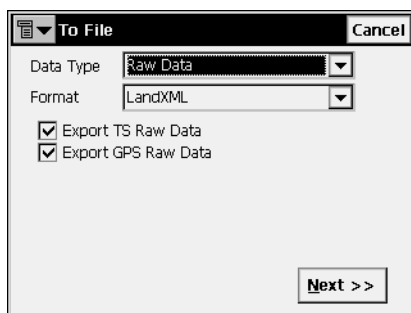 To File Cancel
Data Type Raw Data
Format LandXML
Export TS Raw Data
Export GPS Raw Data
Next >>